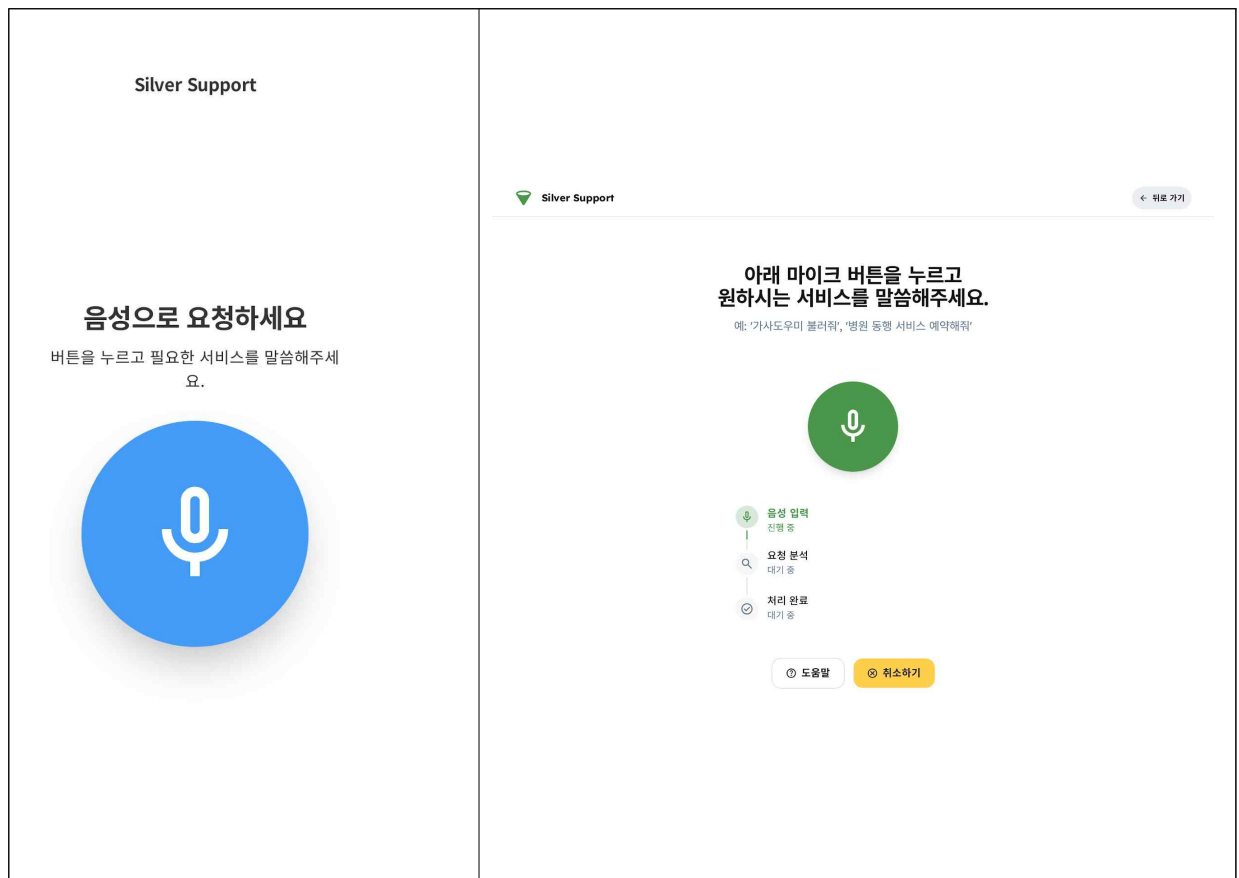 Silver Support
음성으로 요청하세요
버튼을 누르고 필요한 서비스를 말씀해주세
요.
Silver Support
← 뒤로 가기
아래 마이크 버튼을 누르고
원하시는 서비스를 말씀해주세요.
예: '가사도우미 불러줘', '병원 동행 서비스 예약해줘'
음성 입력
진행 중
요청 분석
대기 중
처리 완료
대기 중
도움말
취소하기